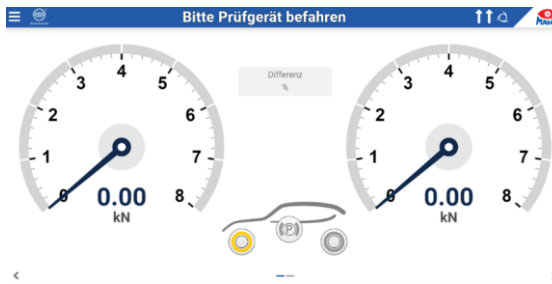 Bitte Prüfgerät befahren
MAHA
Differenz
%
0 1 2 3 4 5 6 7 8
0.00
kN
0 1 2 3 4 5 6 7 8
0.00
kN
(P)